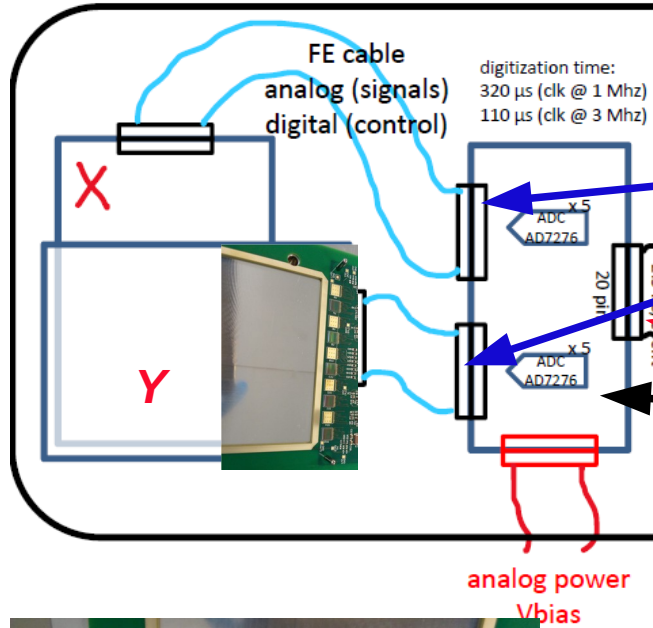 FE cable
analog (signals)
digital (control)
digitization time:
320 µs (clk @ 1 Mhz)
110 µs (clk @ 3 Mhz)
X
x 5
ADC
AD7276
20 pin
Y
x 5
ADC
AD7276
analog power
Vbias